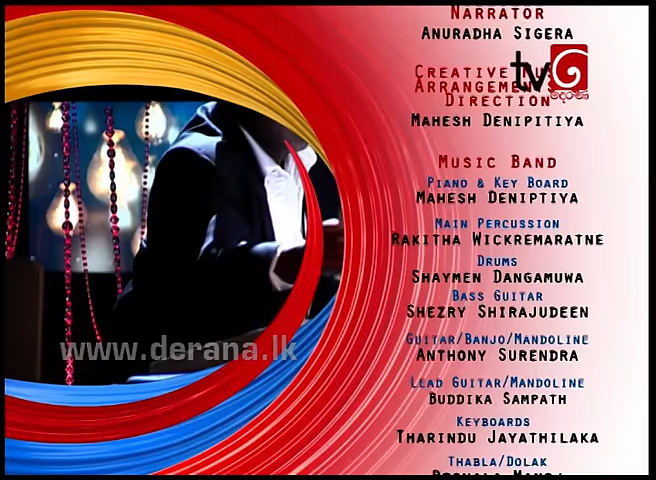 Narrator
Anuradha Sigera
Creative Music
Arrangement &
Direction
Mahesh Denipitiya
tv
දෙරණ
Music Band
Piano & Key Board
Mahesh Deniptiya
Main Percussion
Rakitha Wickremaratne
Drums
Shaymen Dangamuwa
Bass Guitar
Shezry Shirajudeen
Guitar/Banjo/Mandoline
Anthony Surendra
www.derana.lk
Lead Guitar/Mandoline
Buddika Sampath
Keyboards
Tharindu Jayathilaka
Thabla/Dolak